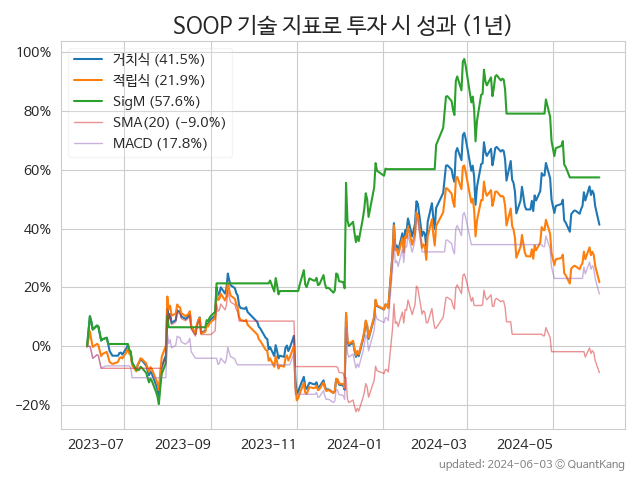 SOOP 기술 지표로 투자 시 성과 (1년)
100%
80%
60%
40%
20%
0%
−20%
거치식 (41.5%)
적립식 (21.9%)
SigM (57.6%)
SMA(20) (−9.0%)
MACD (17.8%)
2023-07
2023-09
2023-11
2024-01
2024-03
2024-05
updated: 2024-06-03 © QuantKang